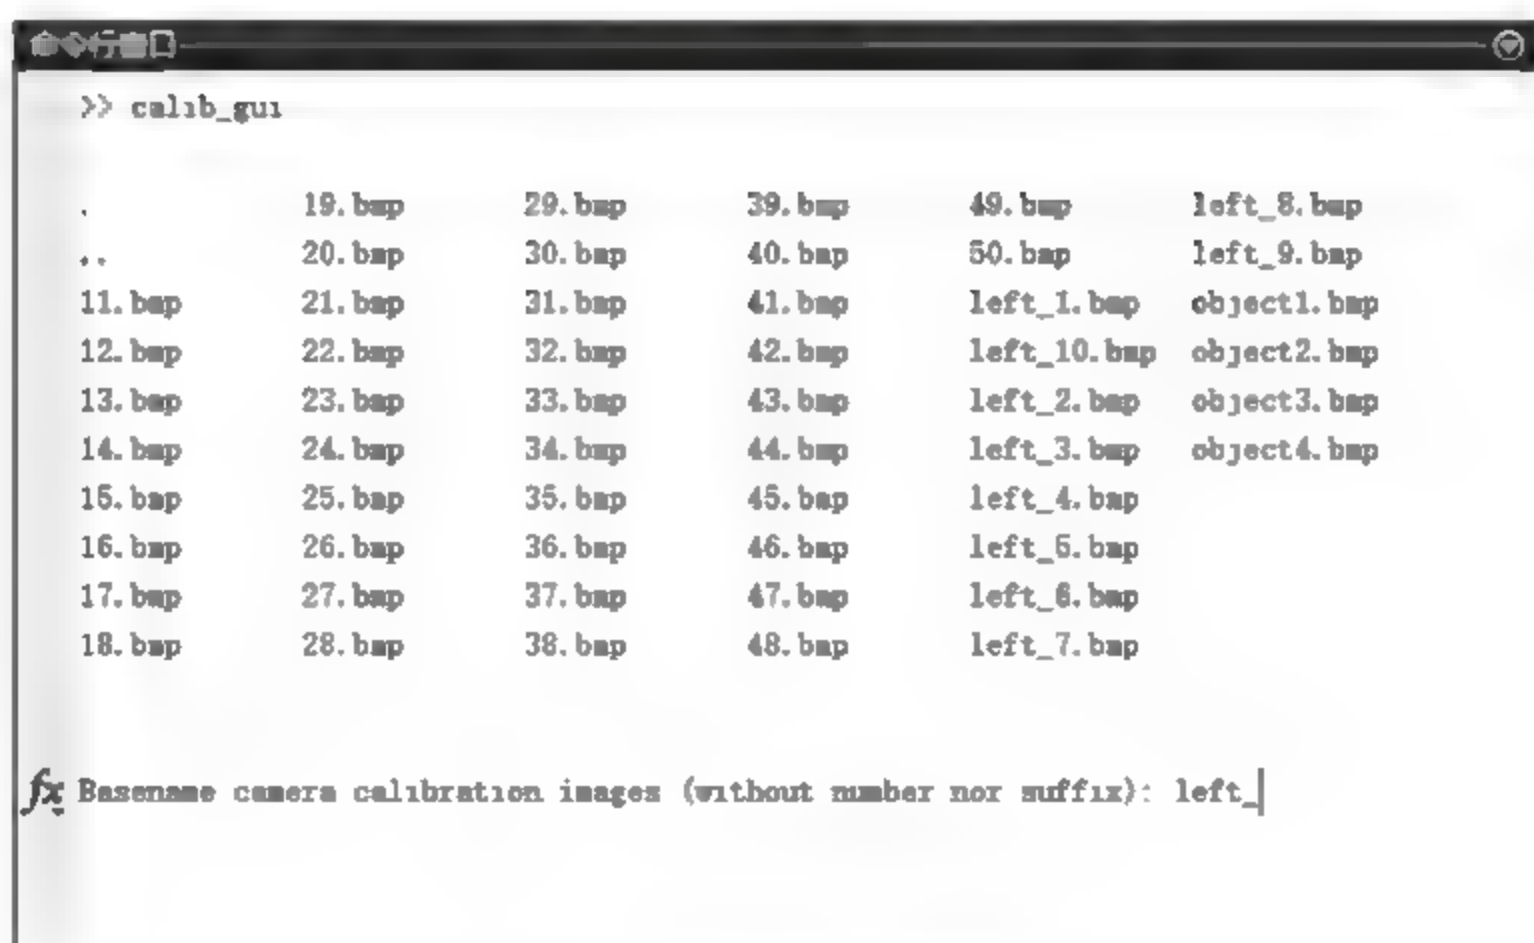 命令行窗口
>> calib_gui
. 19.bmp 29.bmp 39.bmp 49.bmp left_8.bmp
.. 20.bmp 30.bmp 40.bmp 50.bmp left_9.bmp
11.bmp 21.bmp 31.bmp 41.bmp left_1.bmp object1.bmp
12.bmp 22.bmp 32.bmp 42.bmp left_10.bmp object2.bmp
13.bmp 23.bmp 33.bmp 43.bmp left_2.bmp object3.bmp
14.bmp 24.bmp 34.bmp 44.bmp left_3.bmp object4.bmp
15.bmp 25.bmp 35.bmp 45.bmp left_4.bmp
16.bmp 26.bmp 36.bmp 46.bmp left_5.bmp
17.bmp 27.bmp 37.bmp 47.bmp left_6.bmp
18.bmp 28.bmp 38.bmp 48.bmp left_7.bmp
fx Basename camera calibration images (without number nor suffix): left_